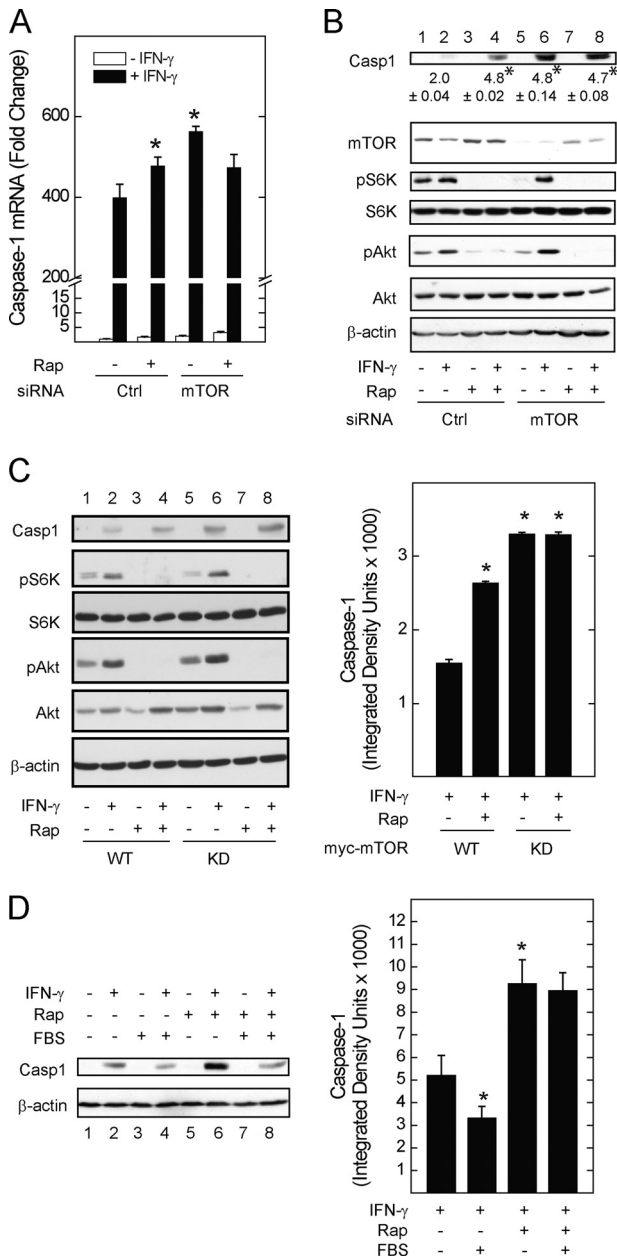 A
- IFN-γ
+ IFN-γ
*
*
Caspase-1 mRNA (Fold Change)
600
400
200
15
10
5
Rap - + - +
siRNA Ctrl mTOR
B
1 2 3 4 5 6 7 8
Casp1
2.0 4.8* 4.8* 4.7*
± 0.04 ± 0.02 ± 0.14 ± 0.08
mTOR
pS6K
S6K
pAkt
Akt
β-actin
IFN-γ - + - + - + - +
Rap - - + + - - + +
siRNA Ctrl mTOR
C
1 2 3 4 5 6 7 8
Casp1
pS6K
S6K
pAkt
Akt
β-actin
IFN-γ - + - + - + - +
Rap - - + + - - + +
WT KD
Caspase-1
(Integrated Density Units x 1000)
3
2
1
* * *
IFN-γ + + + +
Rap - + - +
myc-mTOR WT KD
D
IFN-γ - + - + - + - +
Rap - - - - + + + +
FBS - - + + - - + +
Casp1
β-actin
1 2 3 4 5 6 7 8
Caspase-1
(Integrated Density Units x 1000)
12
11
10
9
8
7
6
5
4
3
2
1
*
*
IFN-γ + + + +
Rap - - + +
FBS - + - +